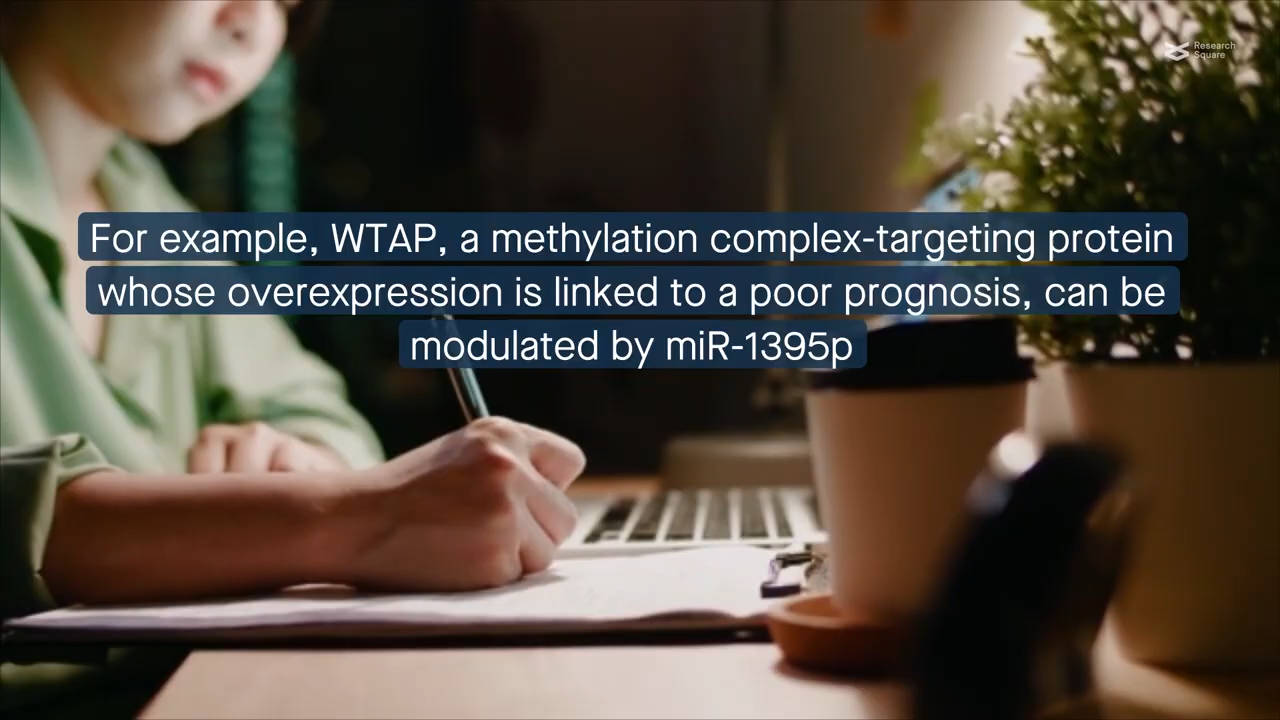 Research
Square
For example, WTAP, a methylation complex-targeting protein
whose overexpression is linked to a poor prognosis, can be
modulated by miR-1395p